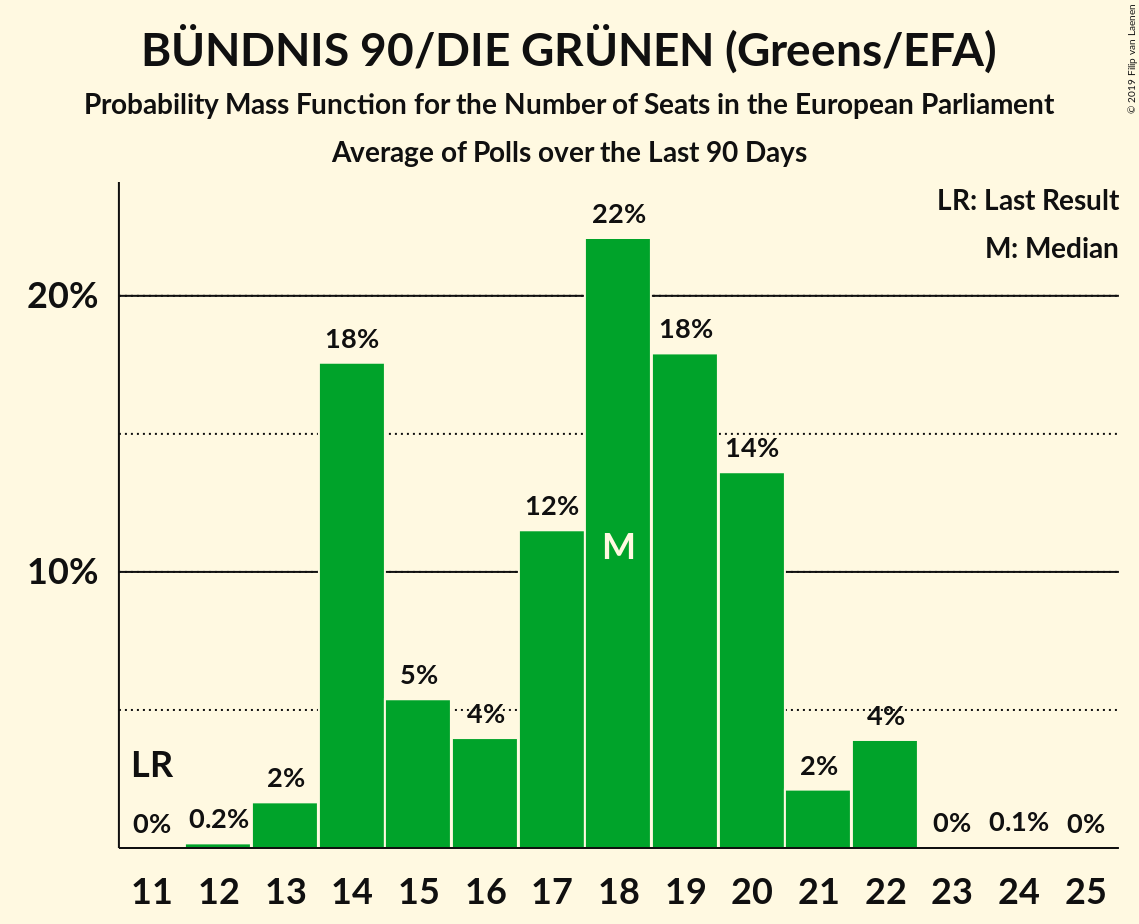 BÜNDNIS 90/DIE GRÜNEN (Greens/EFA)
Probability Mass Function for the Number of Seats in the European Parliament
Average of Polls over the Last 90 Days
© 2019 Filip van Laenen
LR: Last Result
M: Median
20%
10%
LR
0%
0.2%
2%
18%
5%
4%
12%
22%
M
18%
14%
2%
4%
0%
0.1%
0%
11 12 13 14 15 16 17 18 19 20 21 22 23 24 25